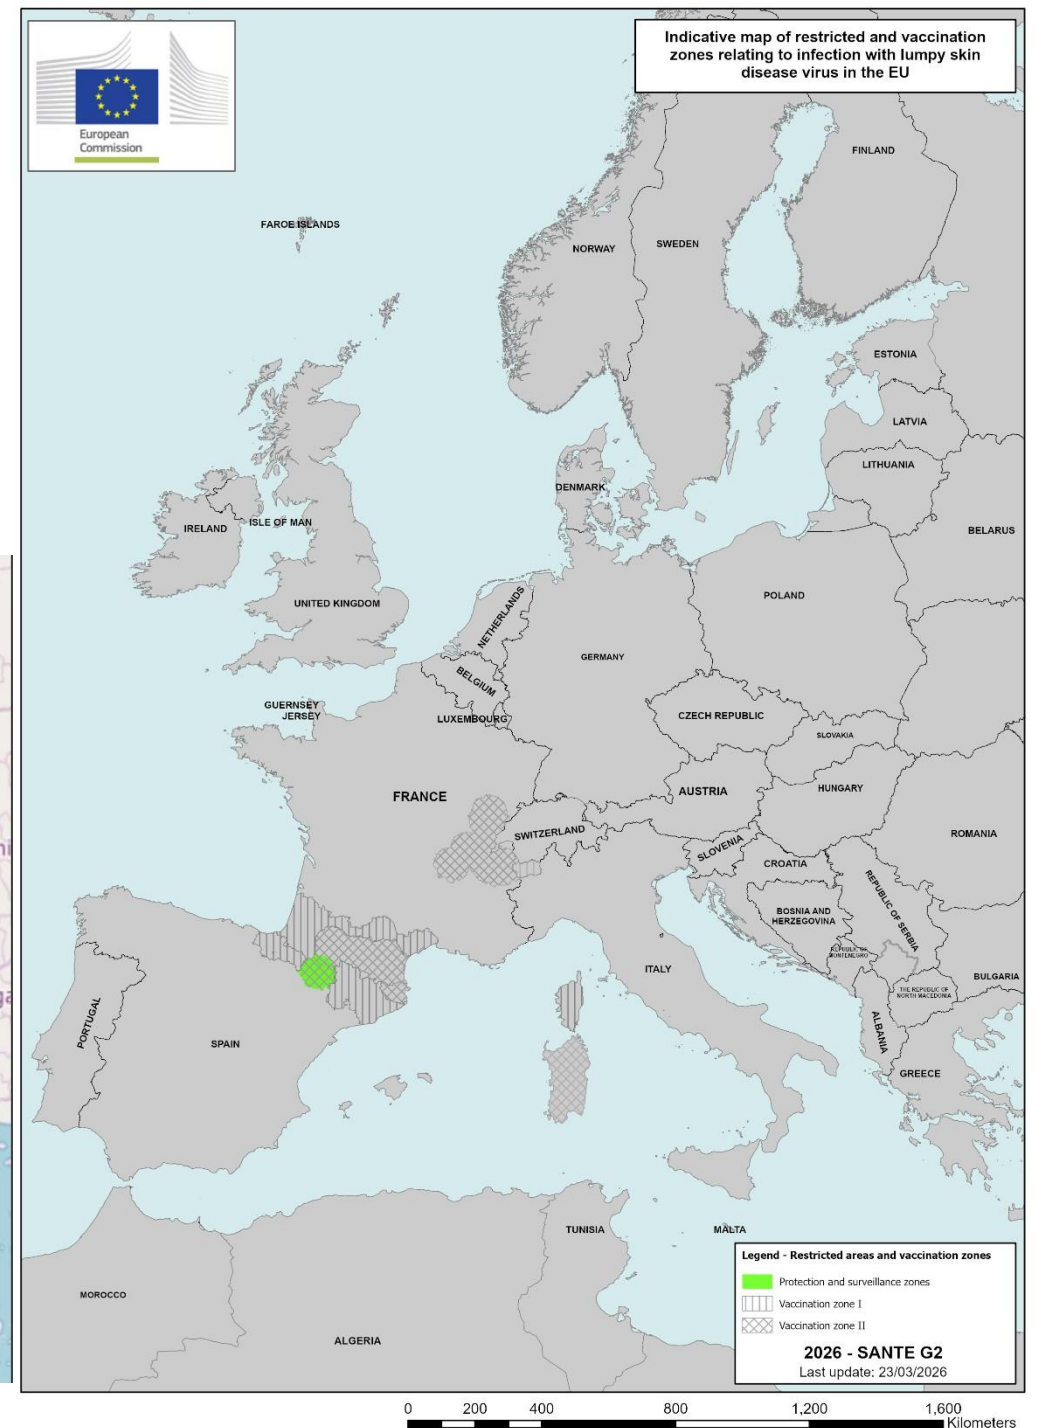 Indicative map of restricted and vaccination
zones relating to infection with lumpy skin
disease virus in the EU
European
Commission
FINLAND
FAROE ISLANDS
NORWAY
SWEDEN
ESTONIA
LATVIA
LITHUANIA
DENMARK
IRELAND
ISLE OF MAN
BELARUS
UNITED KINGDOM
NETHERLANDS
POLAND
GERMANY
BELGIUM
GUERNSEY
JERSEY
LUXEMBOURG
CZECH REPUBLIC
SLOVAKIA
FRANCE
AUSTRIA
HUNGARY
SWITZERLAND
ROMANIA
SLOVENIA
CROATIA
BOSNIA AND
HERZEGOVINA
REPUBLIC OF SERBIA
REPUBLIC OF
MONTENEGRO
ITALY
BULGARIA
THE REPUBLIC OF
NORTH MACEDONIA
PORTUGAL
SPAIN
ALBANIA
GREECE
TUNISIA
MALTA
MOROCCO
ALGERIA
Legend - Restricted areas and vaccination zones
Protection and surveillance zones
Vaccination zone I
Vaccination zone II
2026 - SANTE G2
Last update: 23/03/2026
0 200 400 800 1,200 1,600
Kilometers